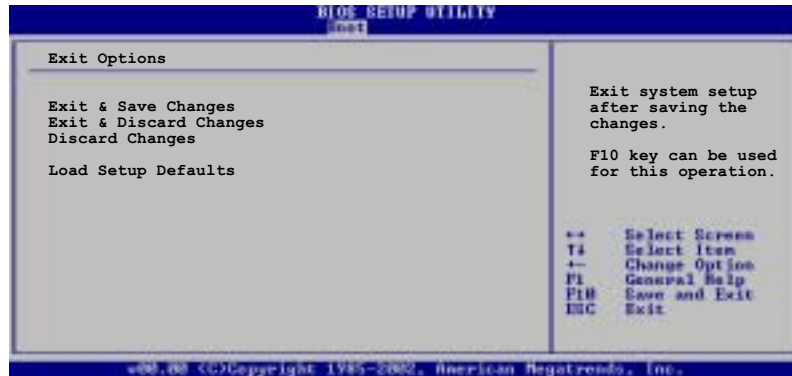 BIOS SETUP UTILITY
Exit Options
Exit & Save Changes
Exit & Discard Changes
Discard Changes
Load Setup Defaults
Exit system setup
after saving the
changes.
F10 key can be used
for this operation.
←→ Select Screen
↑↓ Select Item
+- Change Option
F1 General Help
F10 Save and Exit
ESC Exit
(C)Copyright 1985-2002, American Megatrends, Inc.